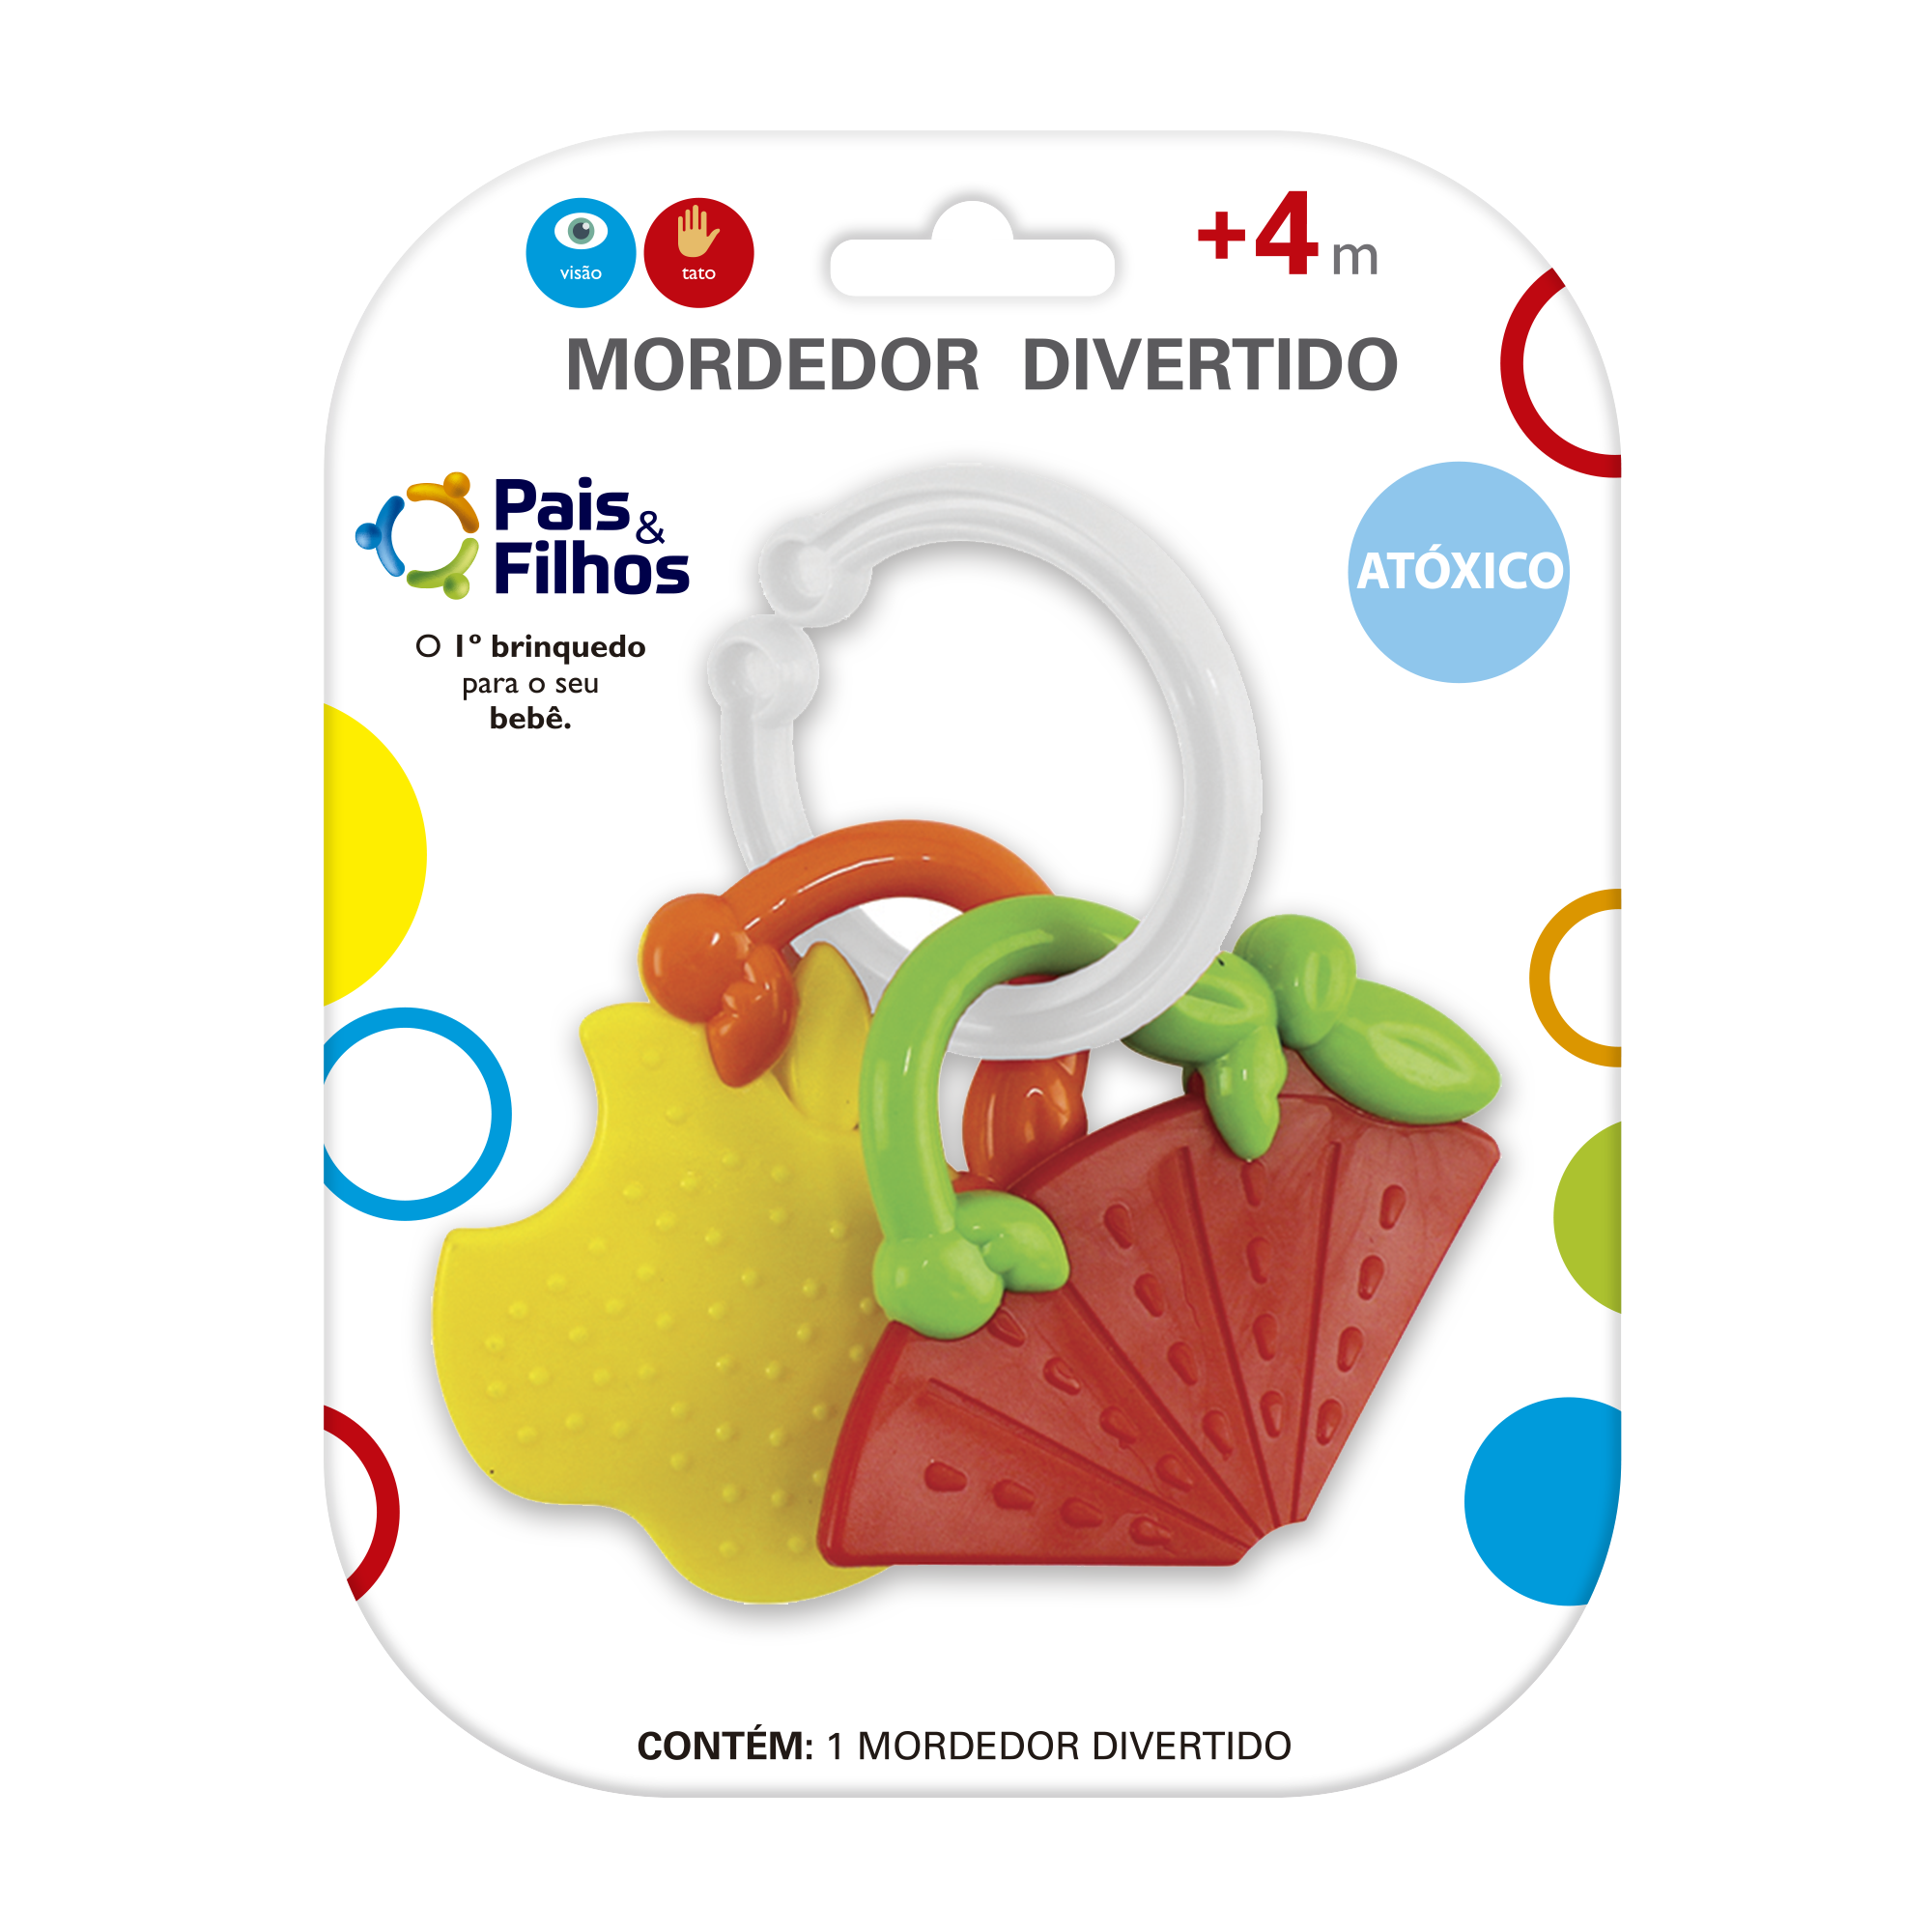 visão
tato
+4 m
MORDEDOR DIVERTIDO
Pais &
Filhos
O 1º brinquedo
para o seu
bebê.
ATÓXICO
CONTÉM: 1 MORDEDOR DIVERTIDO